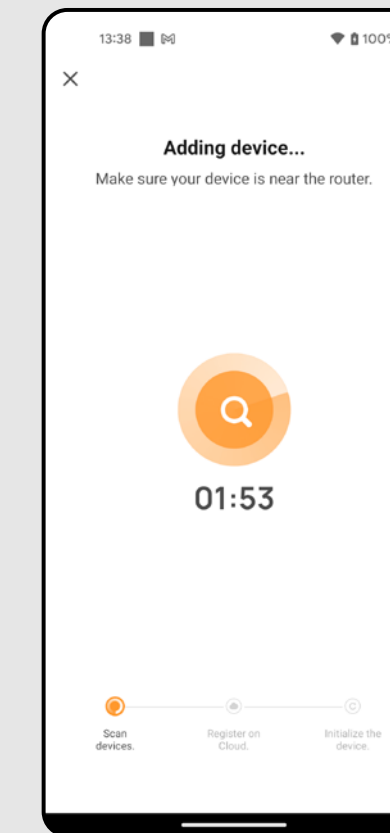 13:38
100%
Adding device...
Make sure your device is near the router.
01:53
Scan
devices.
Register on
Cloud.
Initialize the
device.